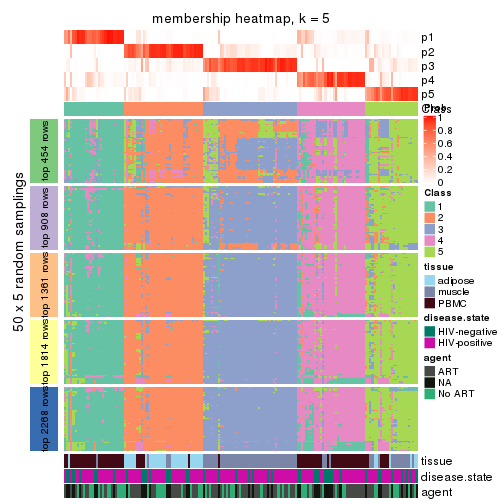 membership heatmap, k = 5
p1
p2
p3
p4
p5
Prob
Class
1
0.8
0.6
0.4
0.2
0
Class
1
2
3
4
5
tissue
adipose
muscle
PBMC
disease.state
HIV-negative
HIV-positive
agent
ART
NA
No ART
50 x 5 random samplings
top 454 rows
top 908 rows
top 1361 rows
top 1814 rows
top 2268 rows
tissue
disease.state
agent